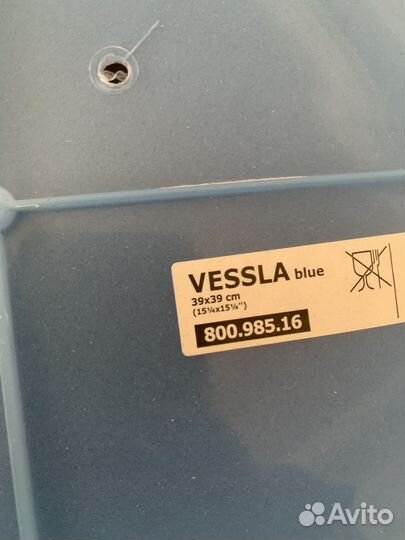 VESSLA blue
39x39 cm
(15¼x15¼")
800.985.16
Avito